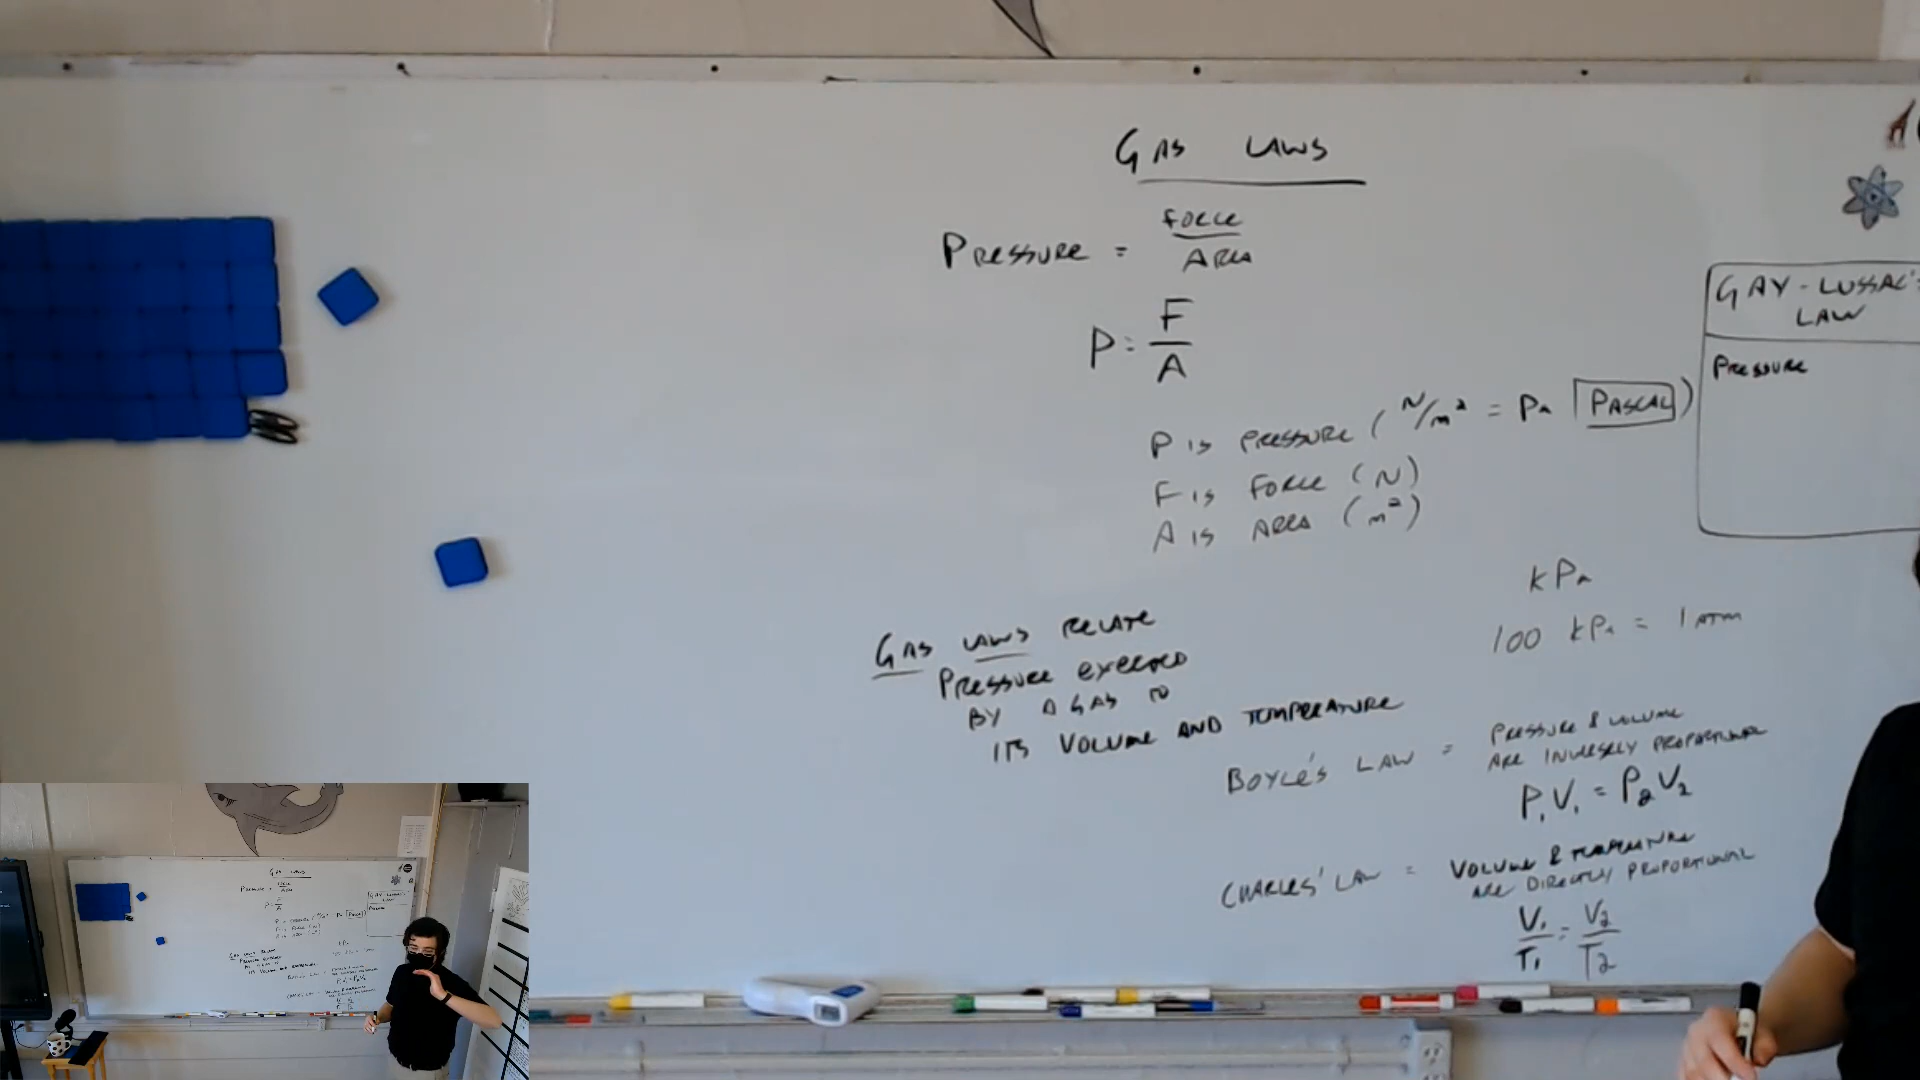 GAS LAWS
PRESSURE = FORCE / AREA
P = F / A
P IS PRESSURE ( N/m² = Pa [PASCAL] )
F IS FORCE ( N )
A IS AREA ( m² )
GAY-LUSSAC'S
LAW
PRESSURE
kPa
100 kPa = 1 ATM
GAS LAWS RELATE
PRESSURE EXERTED
BY A GAS TO
ITS VOLUME AND TEMPERATURE
BOYLE'S LAW = PRESSURE & VOLUME
ARE INVERSELY PROPORTIONAL
P₁V₁ = P₂V₂
CHARLES' LAW = VOLUME & TEMPERATURE
ARE DIRECTLY PROPORTIONAL
V₁ / T₁ = V₂ / T₂